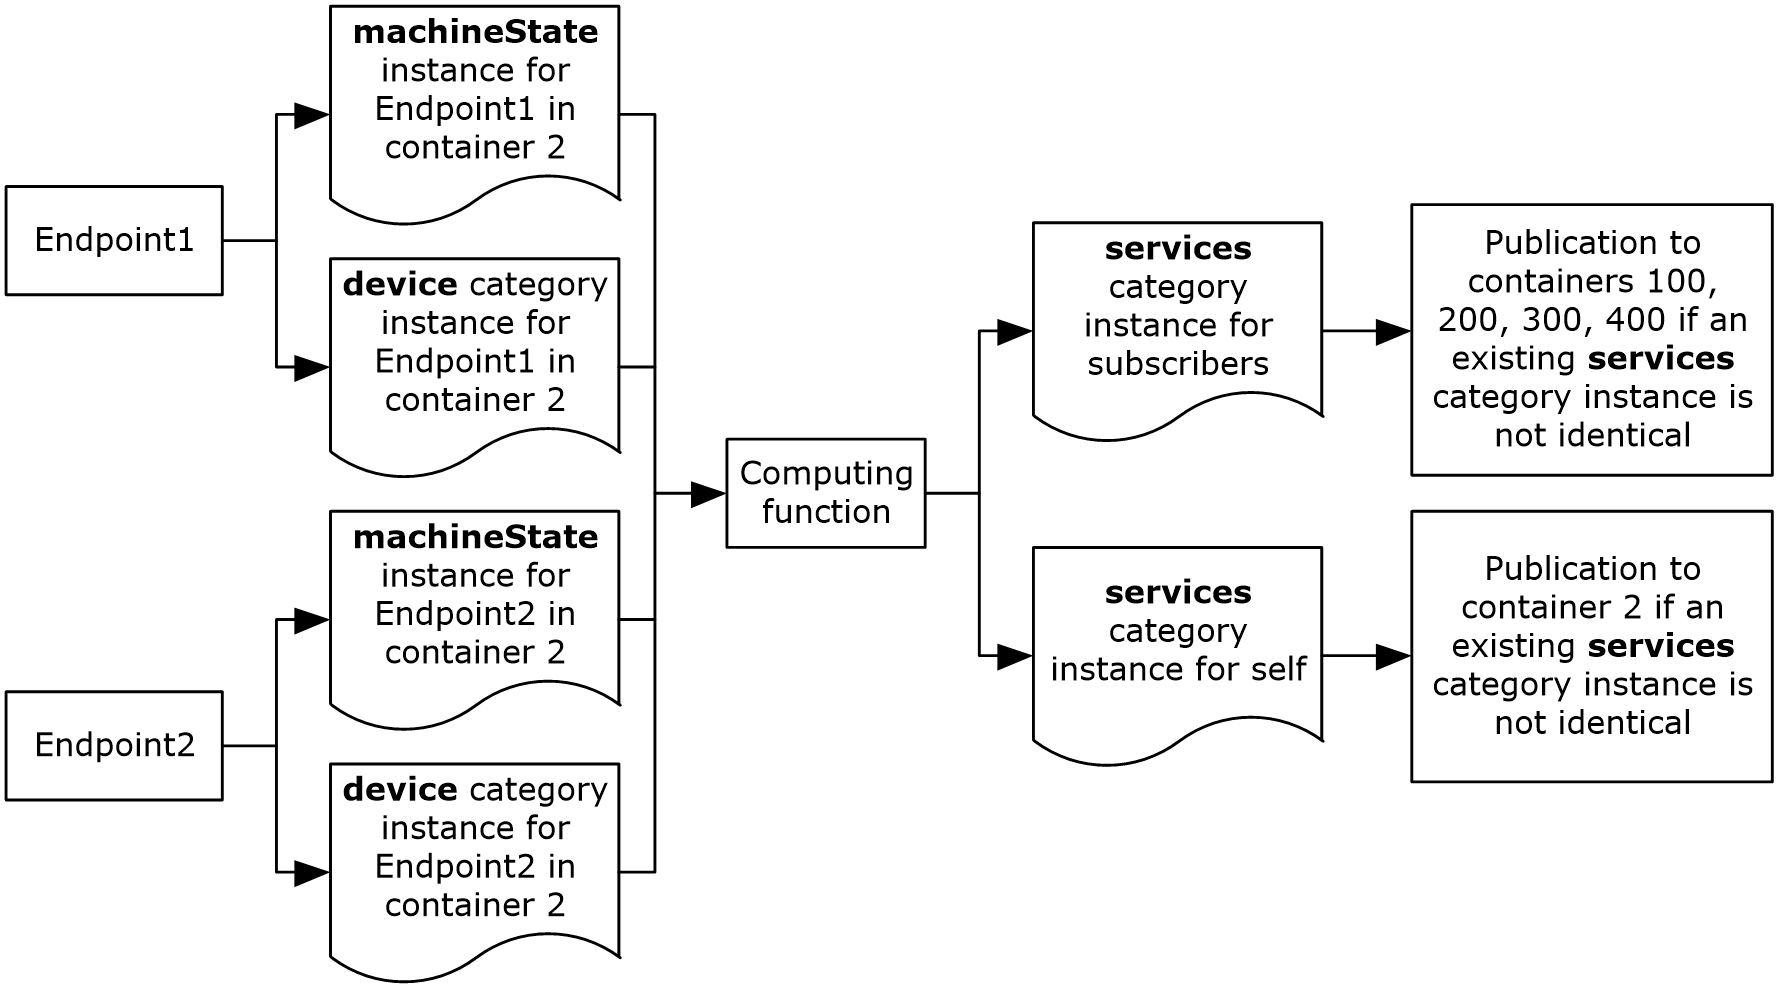 machineState
instance for
Endpoint1 in
container 2
Endpoint1
device category
instance for
Endpoint1 in
container 2
machineState
instance for
Endpoint2 in
container 2
Endpoint2
device category
instance for
Endpoint2 in
container 2
Computing
function
services
category
instance for
subscribers
Publication to
containers 100,
200, 300, 400 if an
existing services
category instance is
not identical
services
category
instance for self
Publication to
container 2 if an
existing services
category instance is
not identical